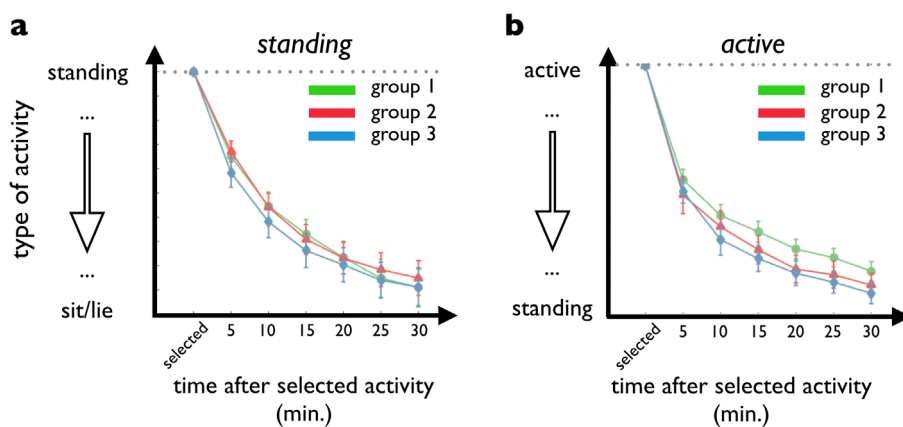 a
standing
standing
...
type of activity
...
sit/lie
group 1
group 2
group 3
selected 5 10 15 20 25 30
time after selected activity
(min.)
b
active
active
...
...
standing
group 1
group 2
group 3
selected 5 10 15 20 25 30
time after selected activity
(min.)